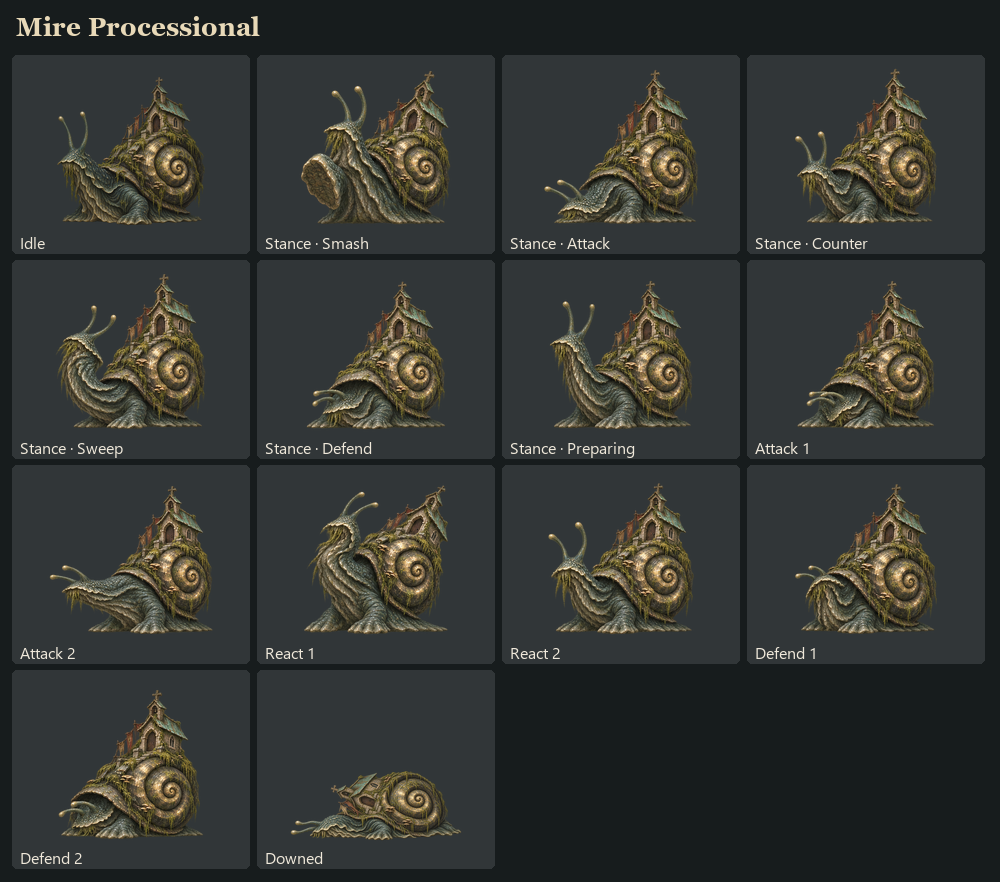 Mire Processional
Idle
Stance · Smash
Stance · Attack
Stance · Counter
Stance · Sweep
Stance · Defend
Stance · Preparing
Attack 1
Attack 2
React 1
React 2
Defend 1
Defend 2
Downed